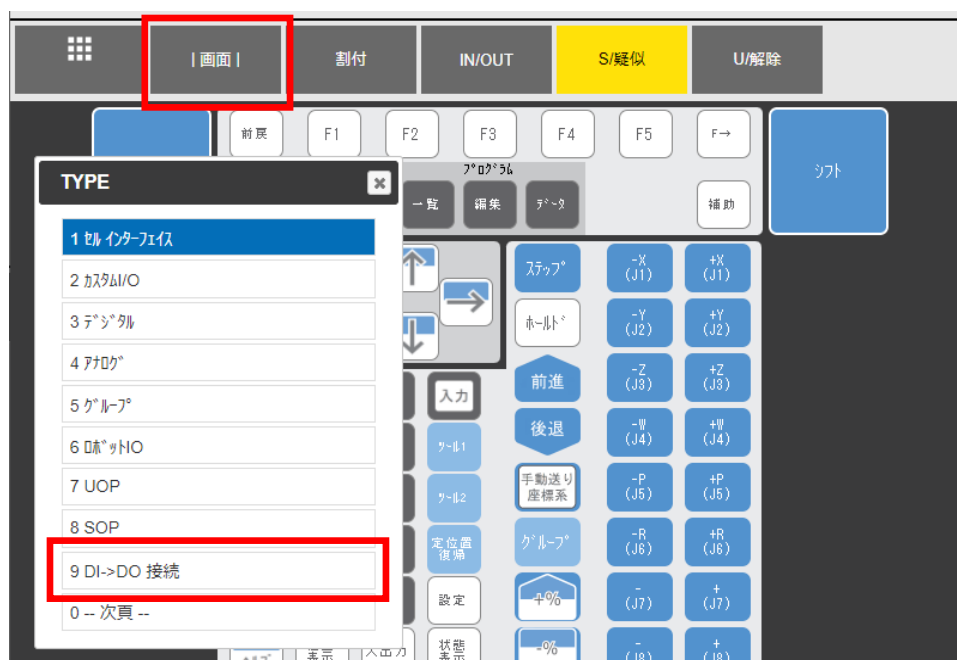 | 画面 |
割付
IN/OUT
S/疑似
U/解除
前戻
F1
F2
F3
F4
F5
F→
シフト
プログラム
一覧
編集
データ
補助
TYPE
1 セル インターフェイス
2 カスタムI/O
3 デジタル
4 アナログ
5 グループ
6 ロボットIO
7 UOP
8 SOP
9 DI->DO 接続
0 -- 次頁 --
ステップ
-X
(J1)
+X
(J1)
ホールド
-Y
(J2)
+Y
(J2)
前進
-Z
(J3)
+Z
(J3)
入力
後退
-W
(J4)
+W
(J4)
ツール1
ツール2
手動送り
座標系
-P
(J5)
+P
(J5)
定位置
復帰
グループ
-R
(J6)
+R
(J6)
設定
+%
-
(J7)
+
(J7)
入出力
状態
表示
-%
-
(J8)
+
(J8)